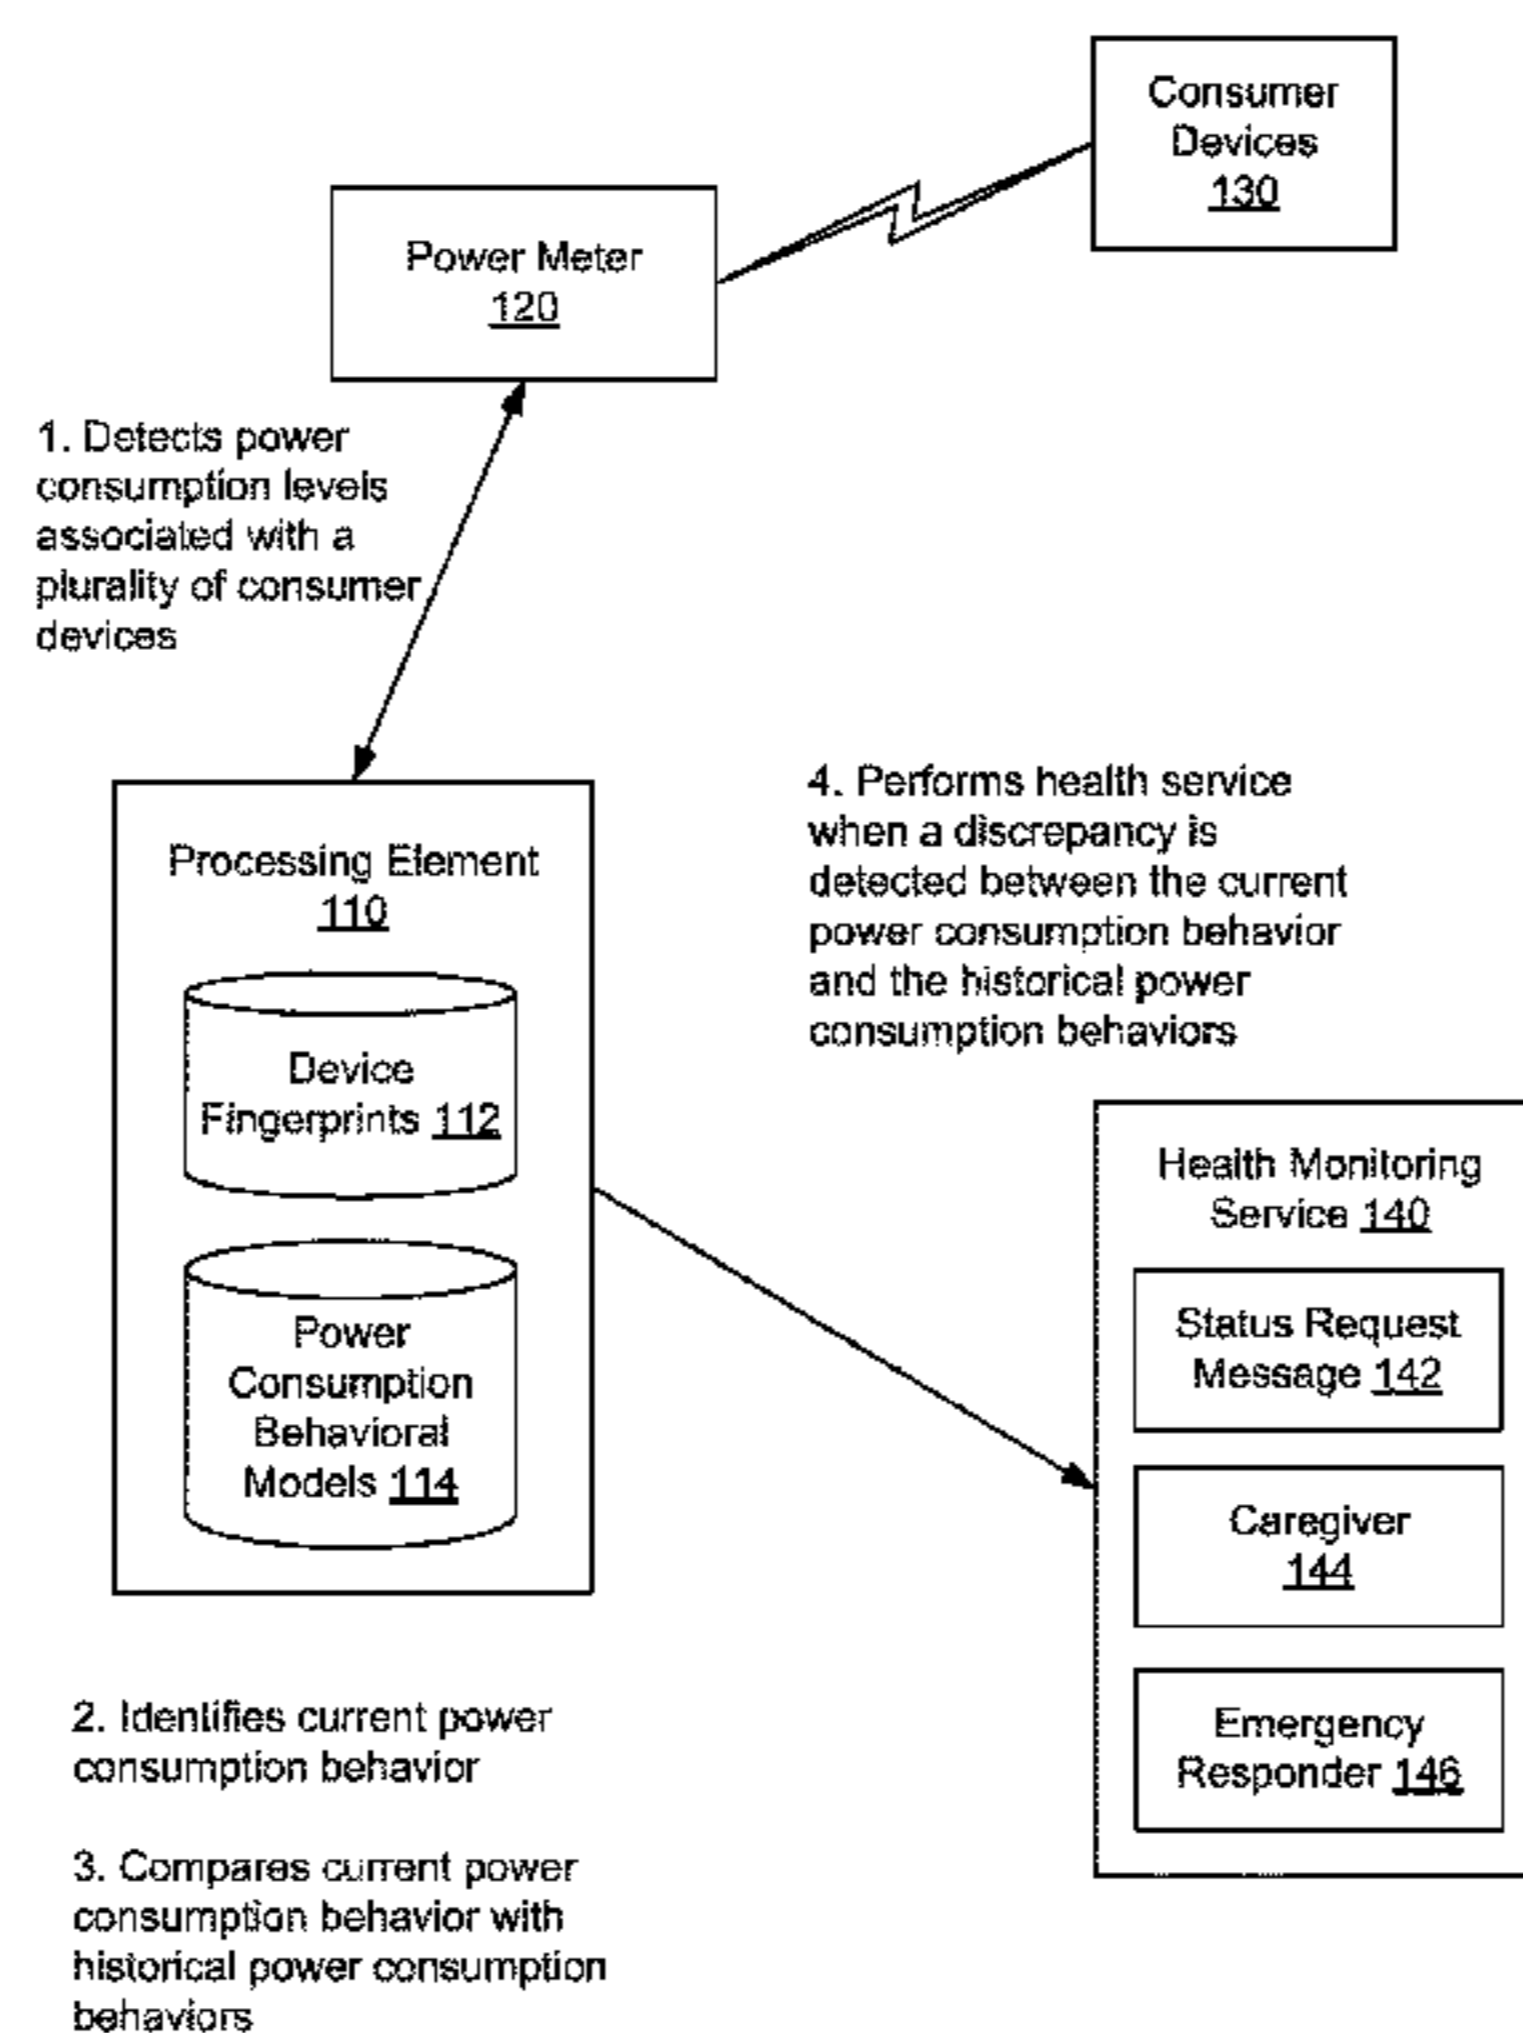 Consumer
Devices
130
Power Meter
120
1. Detects power
consumption levels
associated with a
plurality of consumer
devices
Processing Element
110
Device
Fingerprints 112
Power
Consumption
Behavioral
Models 114
4. Performs health service
when a discrepancy is
detected between the current
power consumption behavior
and the historical power
consumption behaviors
Health Monitoring
Service 140
Status Request
Message 142
Caregiver
144
Emergency
Responder 146
2. Identifies current power
consumption behavior
3. Compares current power
consumption behavior with
historical power consumption
behaviors